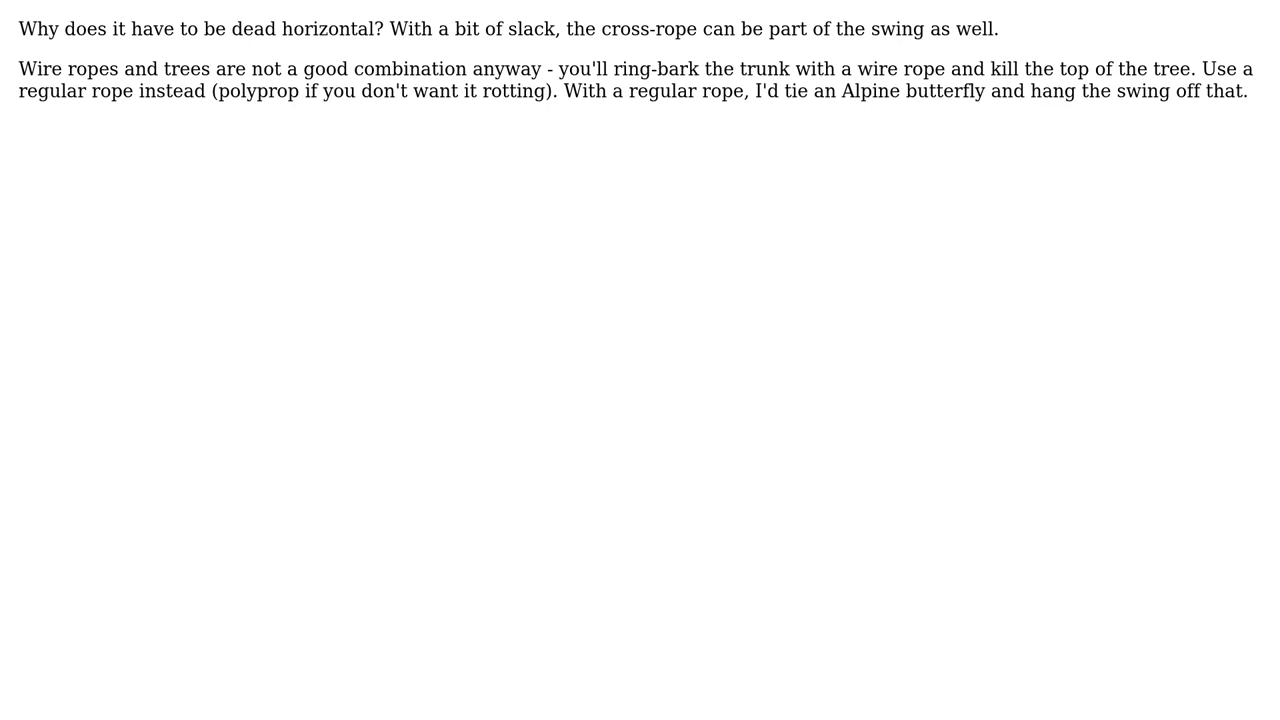 Why does it have to be dead horizontal? With a bit of slack, the cross-rope can be part of the swing as well.
Wire ropes and trees are not a good combination anyway - you'll ring-bark the trunk with a wire rope and kill the top of the tree. Use a
regular rope instead (polyprop if you don't want it rotting). With a regular rope, I'd tie an Alpine butterfly and hang the swing off that.